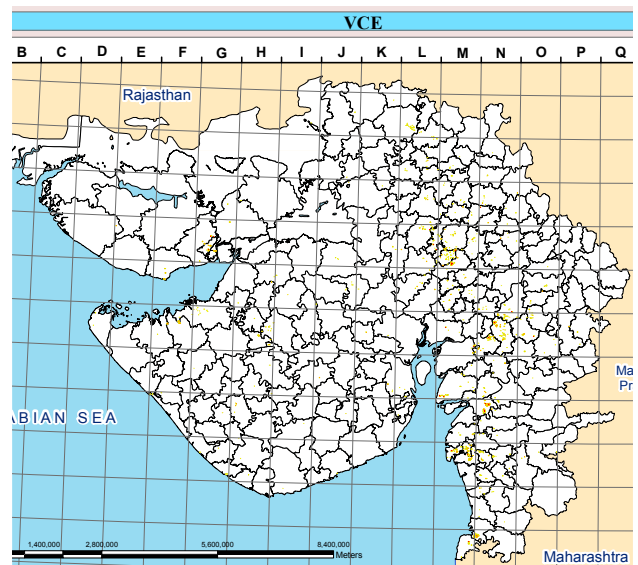 VCE
B C D E F G H I J K L M N O P Q
Rajasthan
Ma
Pr
ABIAN SEA
1,400,000 2,800,000 5,600,000 8,400,000
Meters
Maharashtra